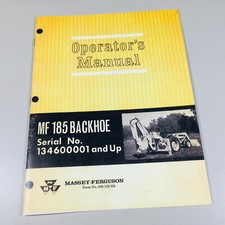 Operator's
Manual
MF 185 BACKHOE
Serial No.
134600001 and Up
MASSEY-FERGUSON